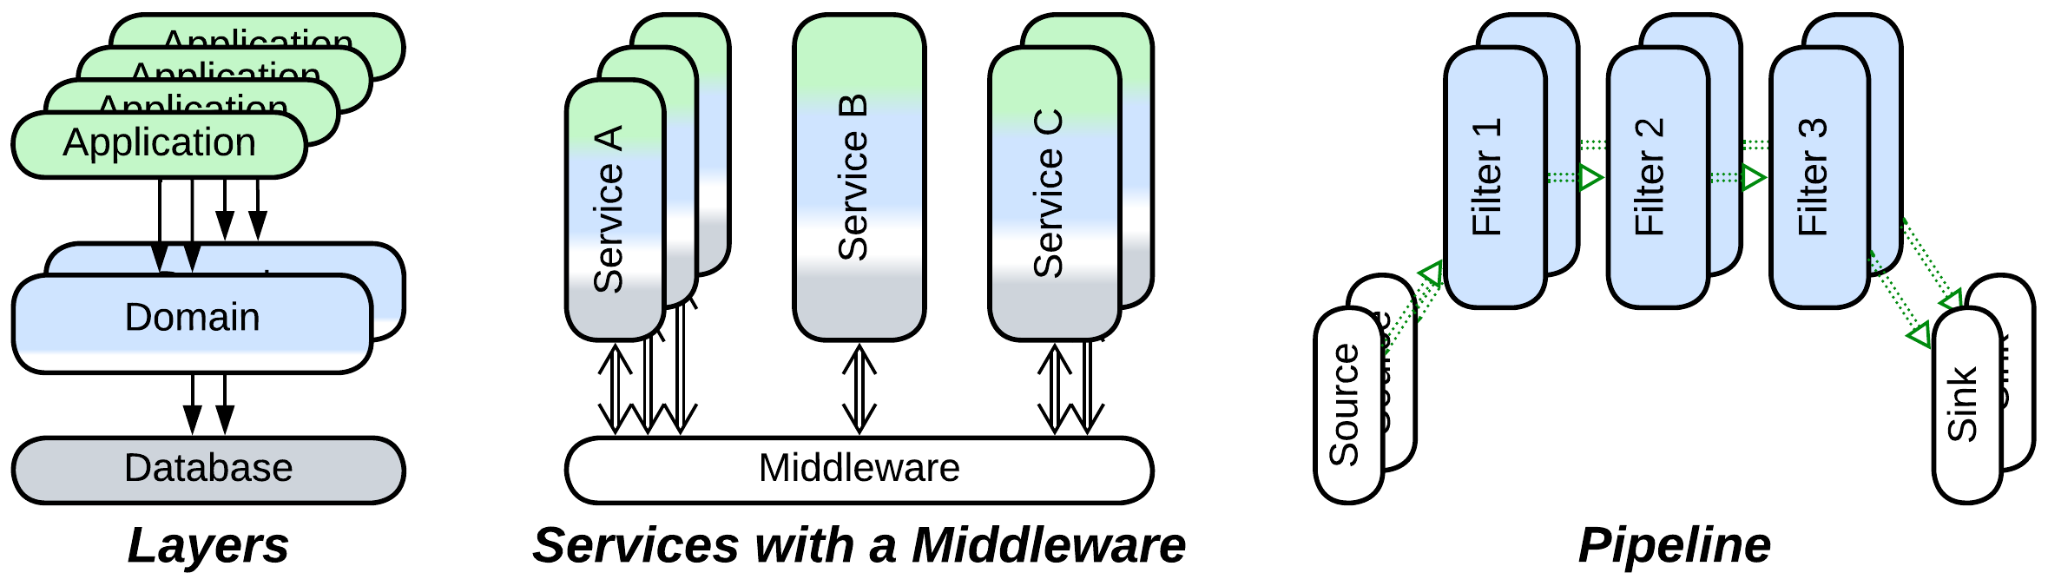 Application
Application
Application
Application
Domain
Database
Layers
Service A
Service B
Service C
Middleware
Services with a Middleware
Filter 1
Filter 2
Filter 3
Source
Sink
Pipeline